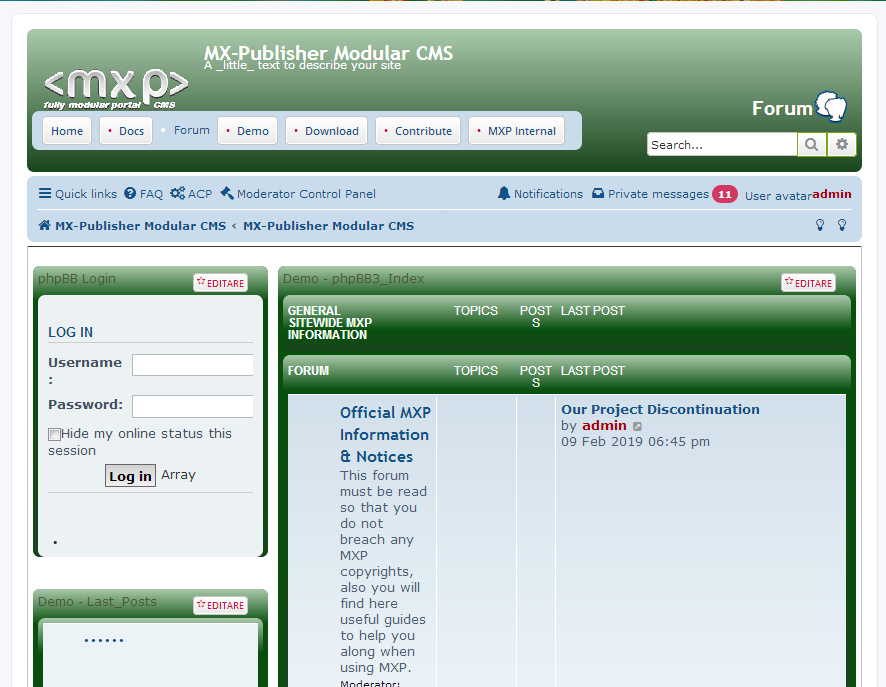 MX-Publisher Modular CMS
A _little_ text to describe your site
<mxp>
fully modular portal CMS
Forum
Home
• Docs
Forum
• Demo
• Download
• Contribute
• MXP Internal
Search...
Quick links
FAQ
ACP
Moderator Control Panel
Notifications
Private messages 11
User avatar admin
MX-Publisher Modular CMS ‹ MX-Publisher Modular CMS
phpBB Login
EDITARE
LOG IN
Username
:
Password:
Hide my online status this
session
Log in Array
Demo - Last_Posts
EDITARE
Demo - phpBB3_Index
EDITARE
GENERAL
SITEWIDE MXP
INFORMATION
TOPICS
POST
S
LAST POST
FORUM
TOPICS
POST
S
LAST POST
Official MXP
Information
& Notices
This forum
must be read
so that you
do not
breach any
MXP
copyrights,
also you will
find here
useful guides
to help you
along when
using MXP.
Moderator:
Our Project Discontinuation
by admin
09 Feb 2019 06:45 pm